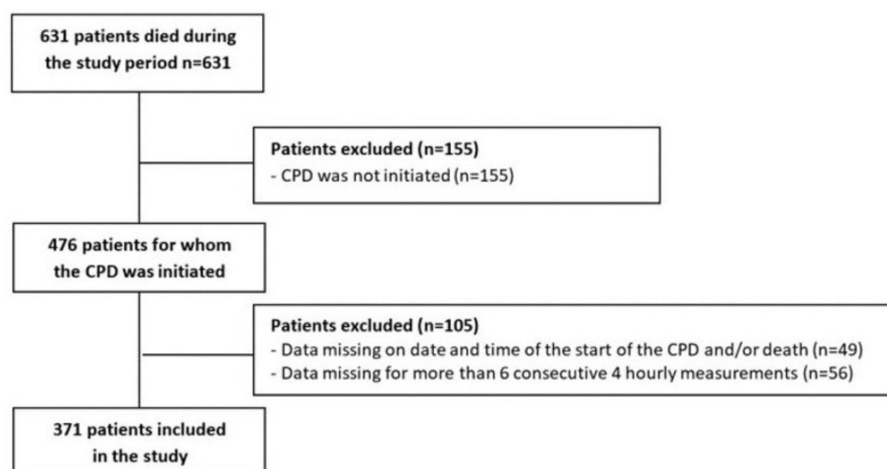 631 patients died during
the study period n=631
Patients excluded (n=155)
- CPD was not initiated (n=155)
476 patients for whom
the CPD was initiated
Patients excluded (n=105)
- Data missing on date and time of the start of the CPD and/or death (n=49)
- Data missing for more than 6 consecutive 4 hourly measurements (n=56)
371 patients included
in the study